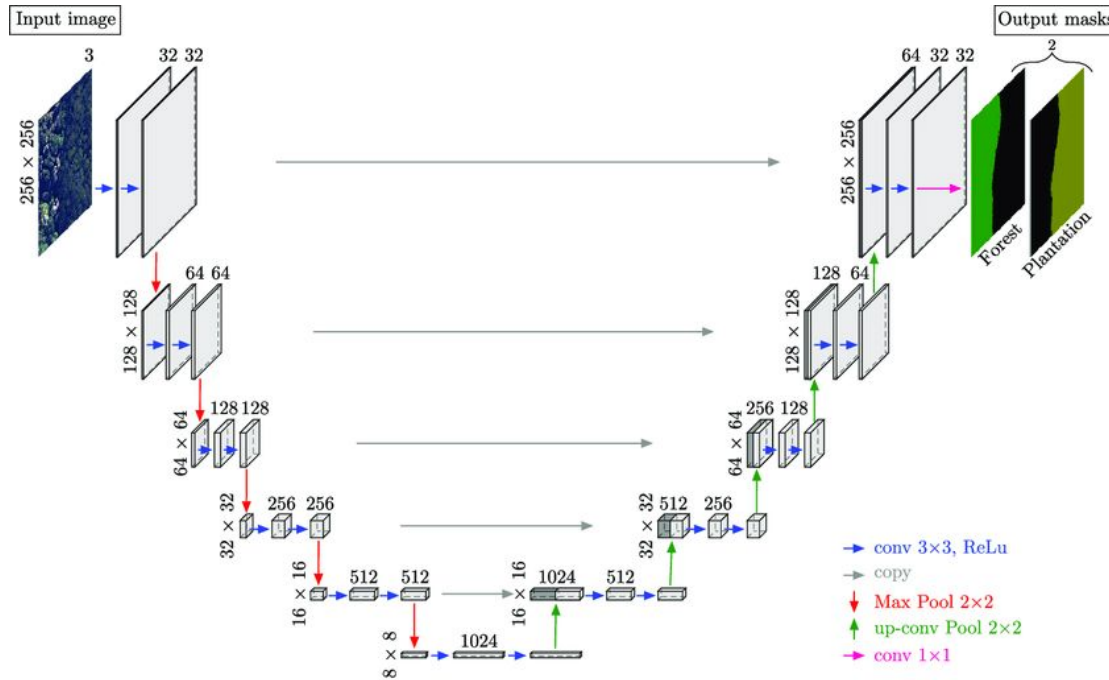 Input image
Output masks
3
32 32
64 32 32
2
256 × 256
256 × 256
Forest
Plantation
64 64
128 64
128 × 128
128 × 128
128 128
256 128
64 × 64
64 × 64
256 256
512 256
32 × 32
32 × 32
512 512
1024 512
16 × 16
16 × 16
1024
8 × 8
conv 3×3, ReLu
copy
Max Pool 2×2
up-conv Pool 2×2
conv 1×1